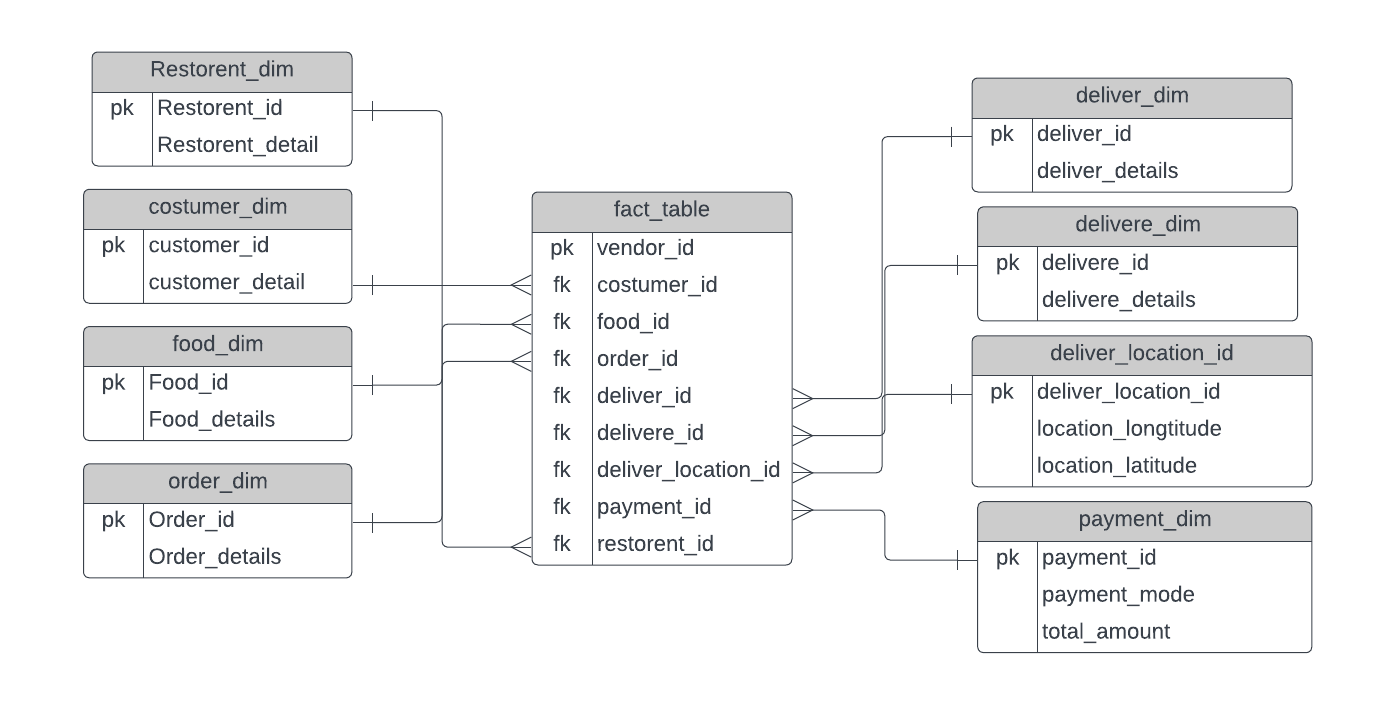 Restorent_dim
pk Restorent_id
Restorent_detail
costumer_dim
pk customer_id
customer_detail
food_dim
pk Food_id
Food_details
order_dim
pk Order_id
Order_details
fact_table
pk vendor_id
fk costumer_id
fk food_id
fk order_id
fk deliver_id
fk delivere_id
fk deliver_location_id
fk payment_id
fk restorent_id
deliver_dim
pk deliver_id
deliver_details
delivere_dim
pk delivere_id
delivere_details
deliver_location_id
pk deliver_location_id
location_longtitude
location_latitude
payment_dim
pk payment_id
payment_mode
total_amount